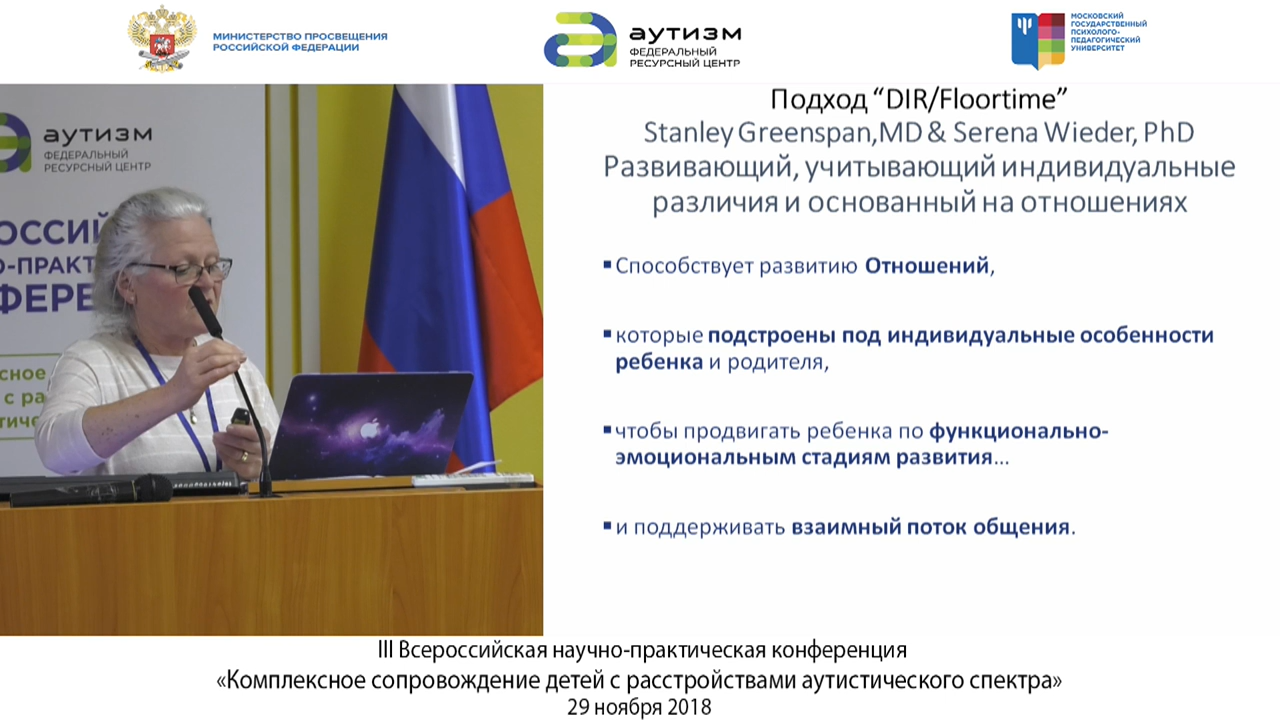 МИНИСТЕРСТВО ПРОСВЕЩЕНИЯ
РОССИЙСКОЙ ФЕДЕРАЦИИ
аутизм
ФЕДЕРАЛЬНЫЙ
РЕСУРСНЫЙ ЦЕНТР
МОСКОВСКИЙ
ГОСУДАРСТВЕННЫЙ
ПСИХОЛОГО-
ПЕДАГОГИЧЕСКИЙ
УНИВЕРСИТЕТ
аутизм
ФЕДЕРАЛЬНЫЙ
РЕСУРСНЫЙ ЦЕНТР
Подход “DIR/Floortime”
Stanley Greenspan,MD & Serena Wieder, PhD
Развивающий, учитывающий индивидуальные
различия и основанный на отношениях
Способствует развитию Отношений,
которые подстроены под индивидуальные особенности
ребенка и родителя,
чтобы продвигать ребенка по функционально-
эмоциональным стадиям развития…
и поддерживать взаимный поток общения.
III Всероссийская научно-практическая конференция
«Комплексное сопровождение детей с расстройствами аутистического спектра»
29 ноября 2018